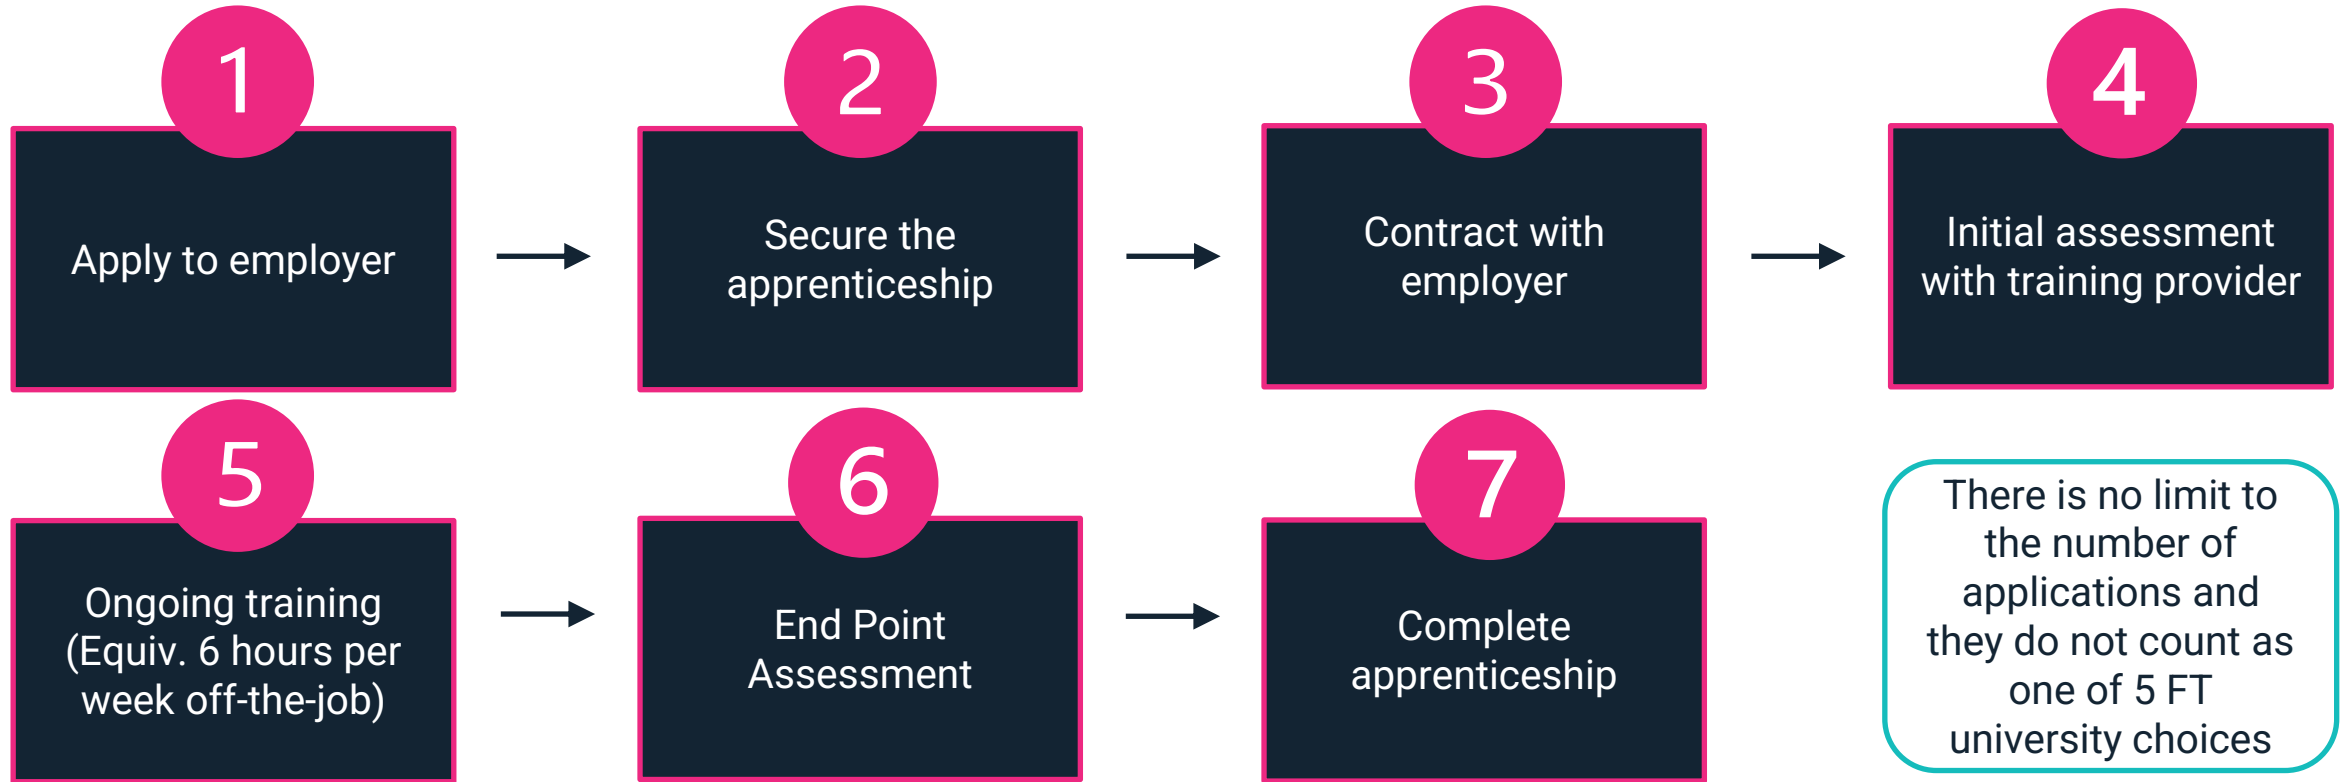 1
Apply to employer
2
Secure the
apprenticeship
3
Contract with
employer
4
Initial assessment
with training provider
5
Ongoing training
(Equiv. 6 hours per
week off-the-job)
6
End Point
Assessment
7
Complete
apprenticeship
There is no limit to
the number of
applications and
they do not count as
one of 5 FT
university choices